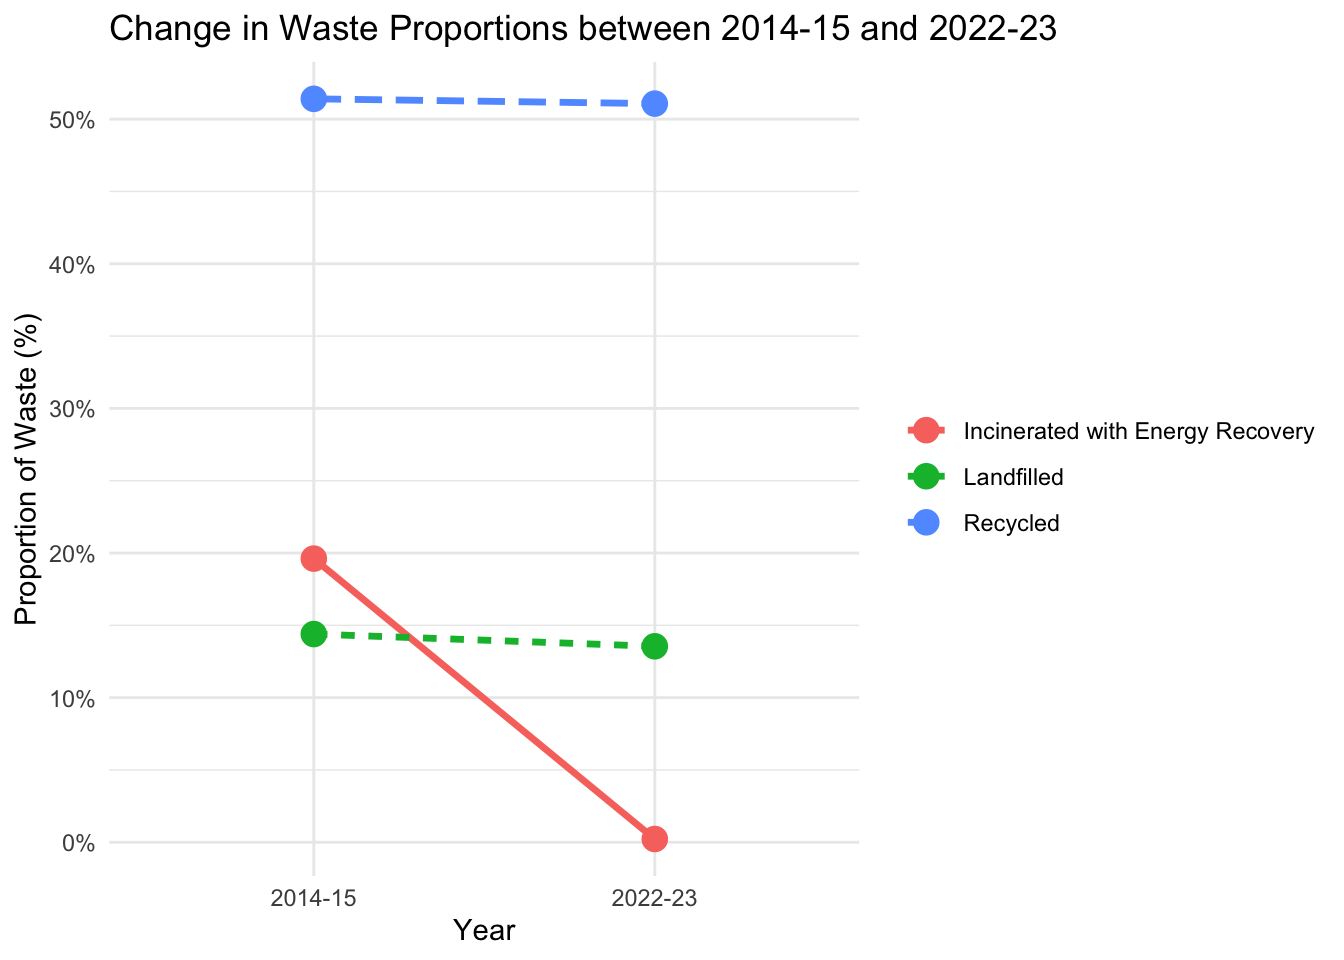 Change in Waste Proportions between 2014-15 and 2022-23
Proportion of Waste (%)
50%
40%
30%
20%
10%
0%
2014-15
2022-23
Year
Incinerated with Energy Recovery
Landfilled
Recycled